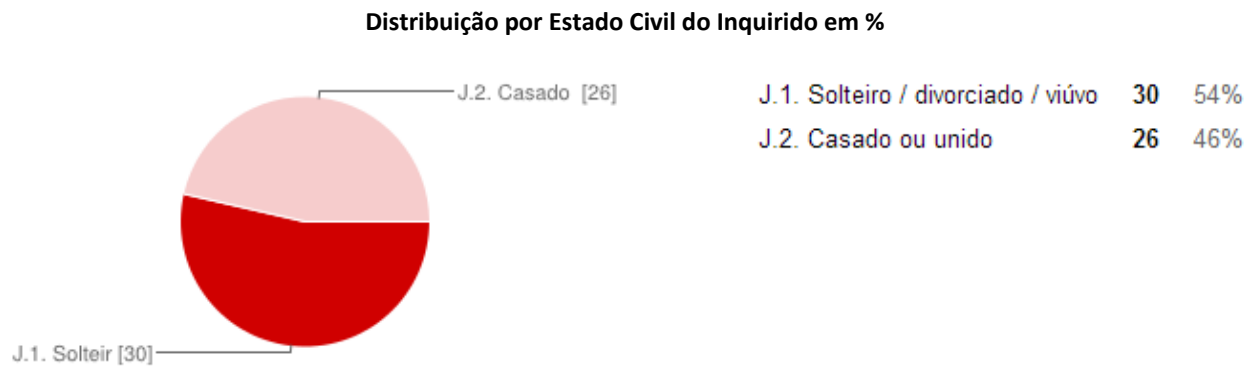 Distribuição por Estado Civil do Inquirido em %
J.2. Casado [26]
J.1. Solteiro / divorciado / viúvo 30 54%
J.2. Casado ou unido 26 46%
J.1. Solteir [30]